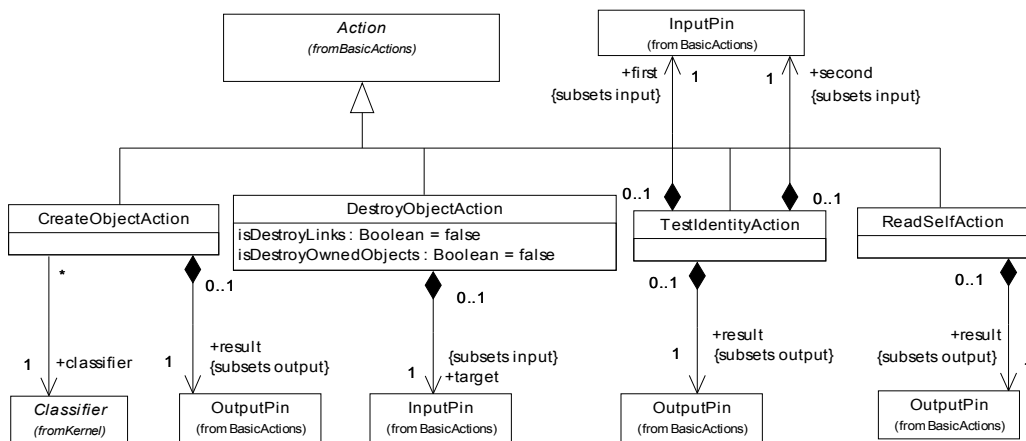 Action
(fromBasicActions)
InputPin
(from BasicActions)
+first
1
1
+second
{subsets input}
{subsets input}
0..1
0..1
CreateObjectAction
DestroyObjectAction
isDestroyLinks : Boolean = false
isDestroyOwnedObjects : Boolean = false
TestIdentityAction
ReadSelfAction
*
0..1
0..1
0..1
0..1
1
+classifier
1
+result
{subsets output}
1
{subsets input}
+target
1
+result
{subsets output}
+result
{subsets output}
Classifier
(fromKernel)
OutputPin
(from BasicActions)
InputPin
(from BasicActions)
OutputPin
(from BasicActions)
OutputPin
(from BasicActions)